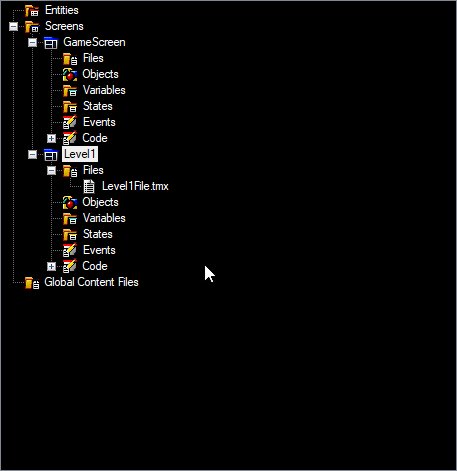 Entities
Screens
GameScreen
Files
Objects
Variables
States
Events
Code
Level1
Files
Level1File.tmx
Objects
Variables
States
Events
Code
Global Content Files